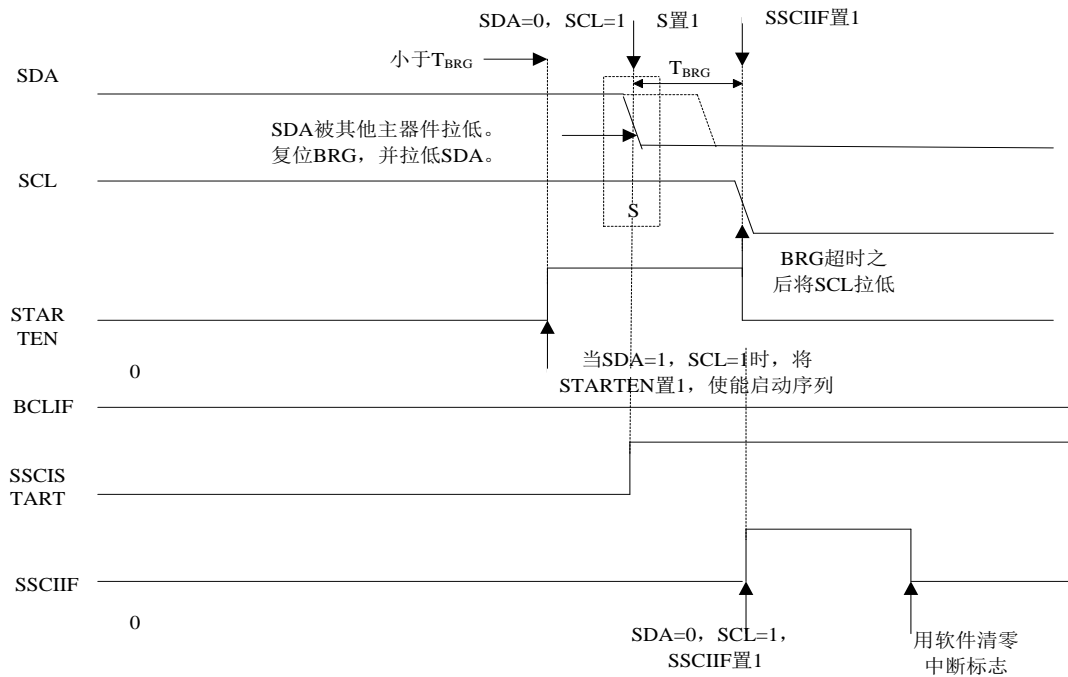 SDA=0，SCL=1
S置1
SSCIIF置1
小于TBRG
TBRG
SDA
SDA被其他主器件拉低。
复位BRG，并拉低SDA。
SCL
S
BRG超时之
后将SCL拉低
STAR
TEN
0
当SDA=1，SCL=1时，将
STARTEN置1，使能启动序列
BCLIF
SSCIS
TART
SSCIIF
0
SDA=0，SCL=1，
SSCIIF置1
用软件清零
中断标志